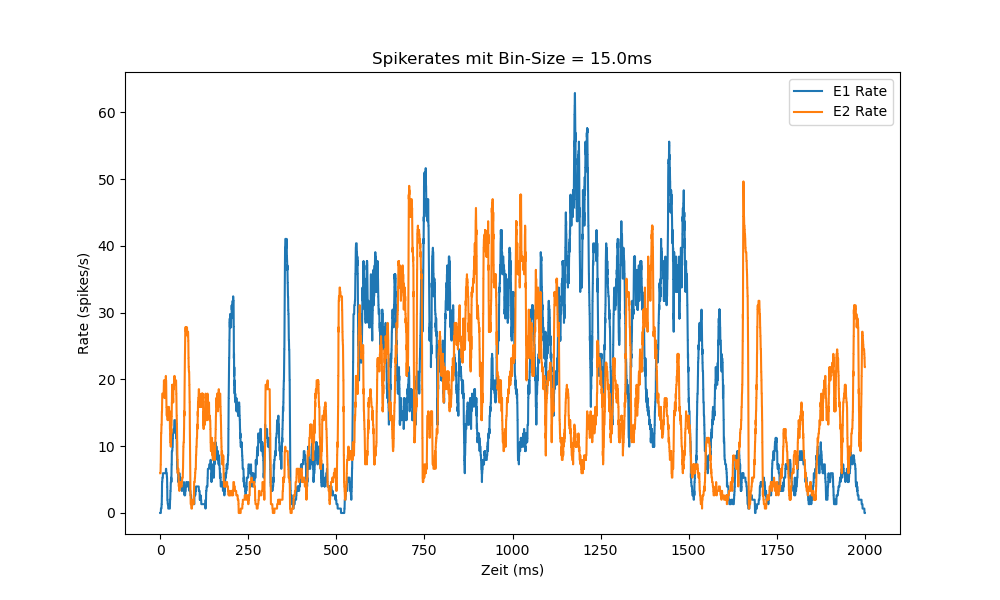 Spikerates mit Bin-Size = 15.0ms
E1 Rate
E2 Rate
Rate (spikes/s)
60
50
40
30
20
10
0
0 250 500 750 1000 1250 1500 1750 2000
Zeit (ms)